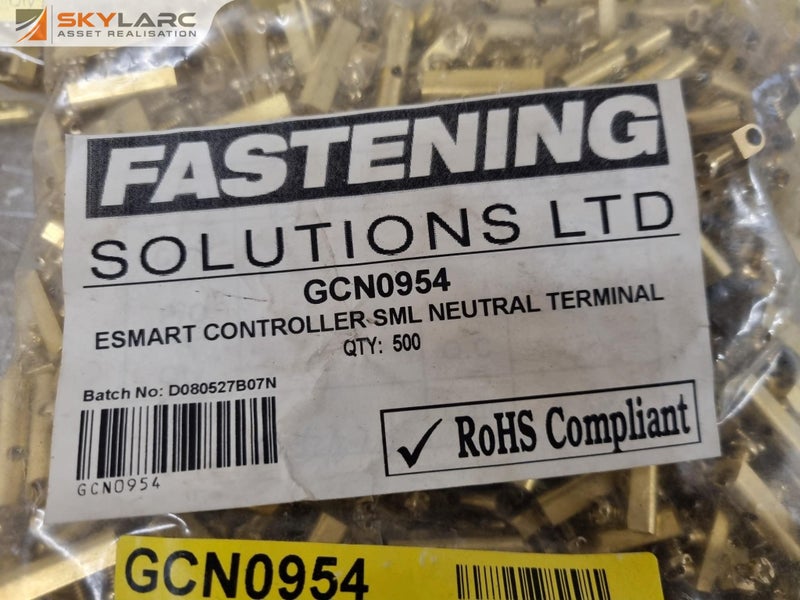 SKYLARC
ASSET REALISATION
FASTENING
SOLUTIONS LTD
GCN0954
ESMART CONTROLLER SML NEUTRAL TERMINAL
QTY: 500
Batch No: D080527B07N
GCN0954
✓ RoHS Compliant
GCN0954